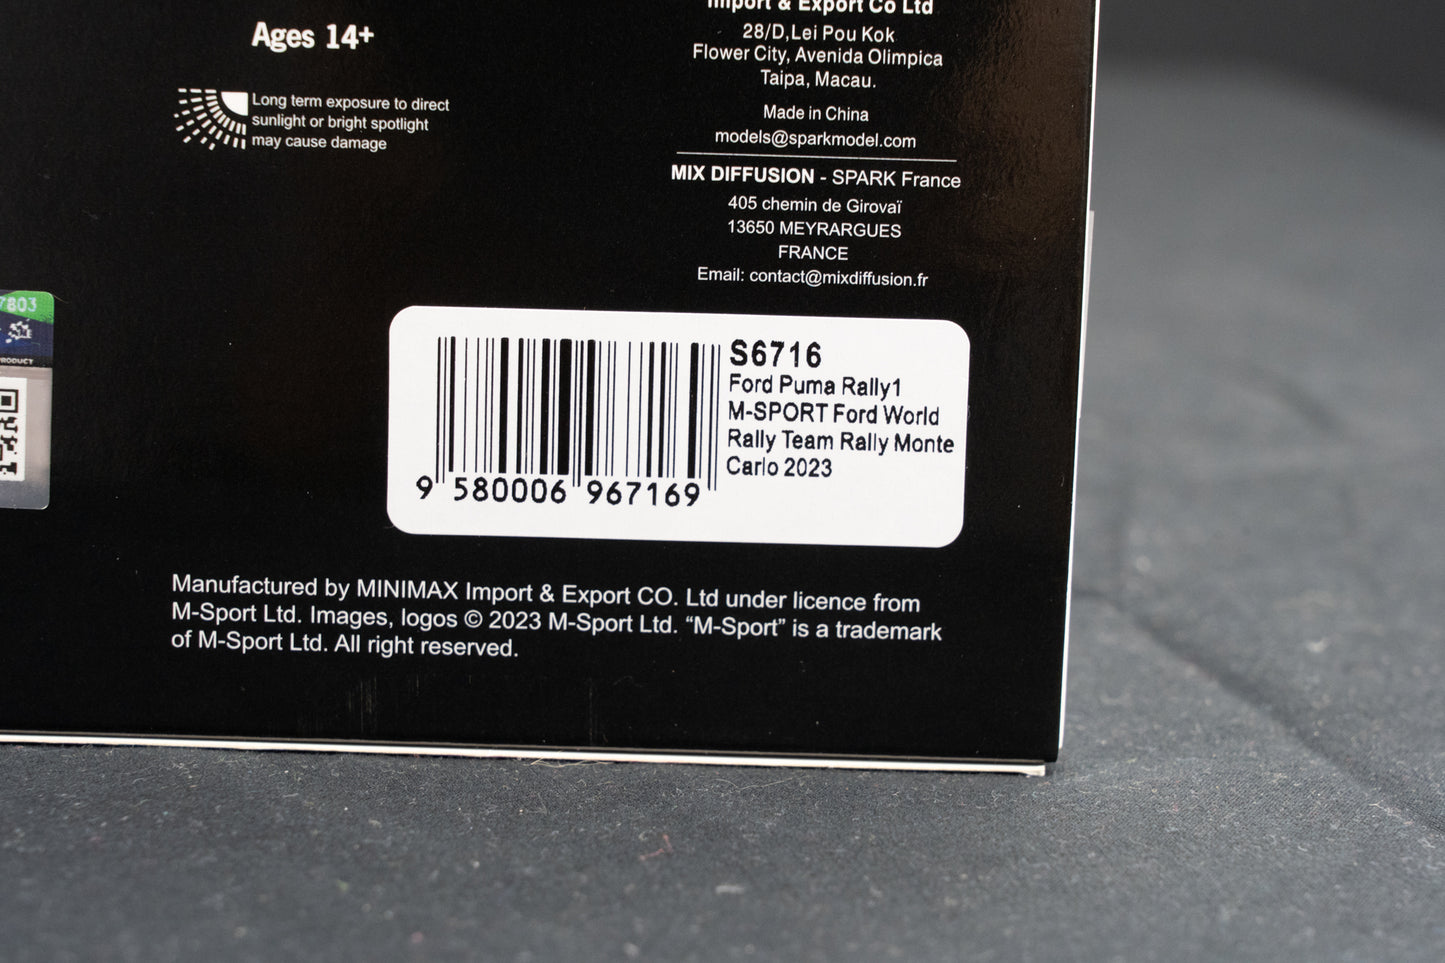 Import & Export Co Ltd
28/D,Lei Pou Kok
Flower City, Avenida Olimpica
Taipa, Macau.
Made in China
models@sparkmodel.com
MIX DIFFUSION - SPARK France
405 chemin de Girovaï
13650 MEYRARGUES
FRANCE
Email: contact@mixdiffusion.fr
Ages 14+
Long term exposure to direct
sunlight or bright spotlight
may cause damage
7803
PRODUCT
S6716
Ford Puma Rally1
M-SPORT Ford World
Rally Team Rally Monte
Carlo 2023
9 580006 967169
Manufactured by MINIMAX Import & Export CO. Ltd under licence from
M-Sport Ltd. Images, logos © 2023 M-Sport Ltd. “M-Sport” is a trademark
of M-Sport Ltd. All right reserved.